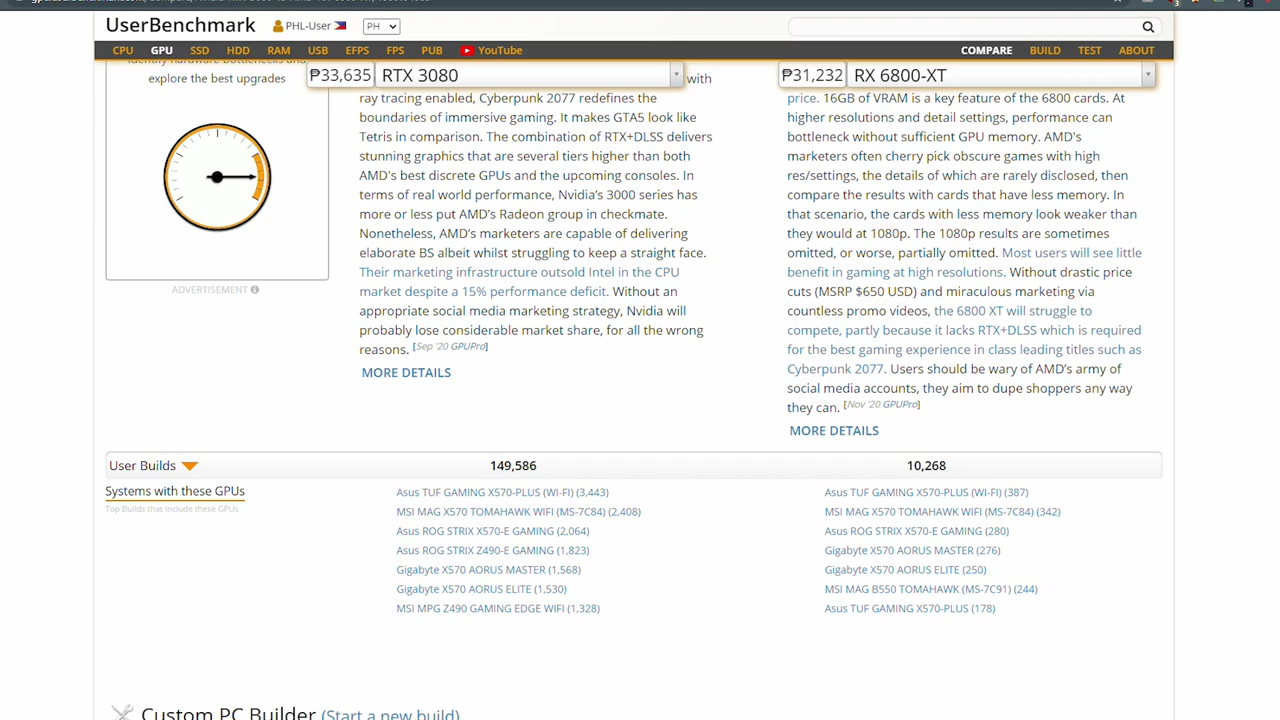 UserBenchmark PHL-User PH
CPU GPU SSD HDD RAM USB EFPS FPS PUB YouTube COMPARE BUILD TEST ABOUT
identify hardware bottlenecks and
explore the best upgrades
₱33,635 RTX 3080
₱31,232 RX 6800-XT
ADVERTISEMENT
with
ray tracing enabled, Cyberpunk 2077 redefines the
boundaries of immersive gaming. It makes GTA5 look like
Tetris in comparison. The combination of RTX+DLSS delivers
stunning graphics that are several tiers higher than both
AMD's best discrete GPUs and the upcoming consoles. In
terms of real world performance, Nvidia's 3000 series has
more or less put AMD's Radeon group in checkmate.
Nonetheless, AMD's marketers are capable of delivering
elaborate BS albeit whilst struggling to keep a straight face.
Their marketing infrastructure outsold Intel in the CPU
market despite a 15% performance deficit. Without an
appropriate social media marketing strategy, Nvidia will
probably lose considerable market share, for all the wrong
reasons. [Sep '20 GPUPro]
MORE DETAILS
price. 16GB of VRAM is a key feature of the 6800 cards. At
higher resolutions and detail settings, performance can
bottleneck without sufficient GPU memory. AMD's
marketers often cherry pick obscure games with high
res/settings, the details of which are rarely disclosed, then
compare the results with cards that have less memory. In
that scenario, the cards with less memory look weaker than
they would at 1080p. The 1080p results are sometimes
omitted, or worse, partially omitted. Most users will see little
benefit in gaming at high resolutions. Without drastic price
cuts (MSRP $650 USD) and miraculous marketing via
countless promo videos, the 6800 XT will struggle to
compete, partly because it lacks RTX+DLSS which is required
for the best gaming experience in class leading titles such as
Cyberpunk 2077. Users should be wary of AMD's army of
social media accounts, they aim to dupe shoppers any way
they can. [Nov '20 GPUPro]
MORE DETAILS
User Builds 149,586 10,268
Systems with these GPUs
Top Builds that include these GPUs
Asus TUF GAMING X570-PLUS (WI-FI) (3,443)
MSI MAG X570 TOMAHAWK WIFI (MS-7C84) (2,408)
Asus ROG STRIX X570-E GAMING (2,064)
Asus ROG STRIX Z490-E GAMING (1,823)
Gigabyte X570 AORUS MASTER (1,568)
Gigabyte X570 AORUS ELITE (1,530)
MSI MPG Z490 GAMING EDGE WIFI (1,328)
Asus TUF GAMING X570-PLUS (WI-FI) (387)
MSI MAG X570 TOMAHAWK WIFI (MS-7C84) (342)
Asus ROG STRIX X570-E GAMING (280)
Gigabyte X570 AORUS MASTER (276)
Gigabyte X570 AORUS ELITE (250)
MSI MAG B550 TOMAHAWK (MS-7C91) (244)
Asus TUF GAMING X570-PLUS (178)
Custom PC Builder (Start a new build)